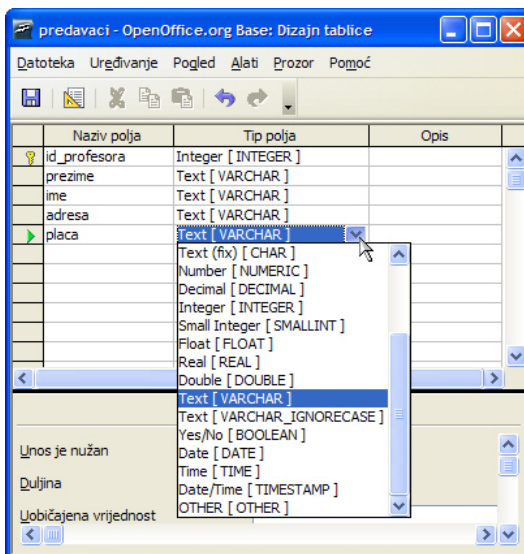 predavaci - OpenOffice.org Base: Dizajn tablice
Datoteka Uređivanje Pogled Alati Prozor Pomoć
Naziv polja Tip polja Opis
id_profesora Integer [ INTEGER ]
prezime Text [ VARCHAR ]
ime Text [ VARCHAR ]
adresa Text [ VARCHAR ]
placa Text [ VARCHAR ]
Text (fix) [ CHAR ]
Number [ NUMERIC ]
Decimal [ DECIMAL ]
Integer [ INTEGER ]
Small Integer [ SMALLINT ]
Float [ FLOAT ]
Real [ REAL ]
Double [ DOUBLE ]
Text [ VARCHAR ]
Text [ VARCHAR_IGNORECASE ]
Yes/No [ BOOLEAN ]
Date [ DATE ]
Time [ TIME ]
Date/Time [ TIMESTAMP ]
OTHER [ OTHER ]
Unos je nužan
Duljina
Uobičajena vrijednost